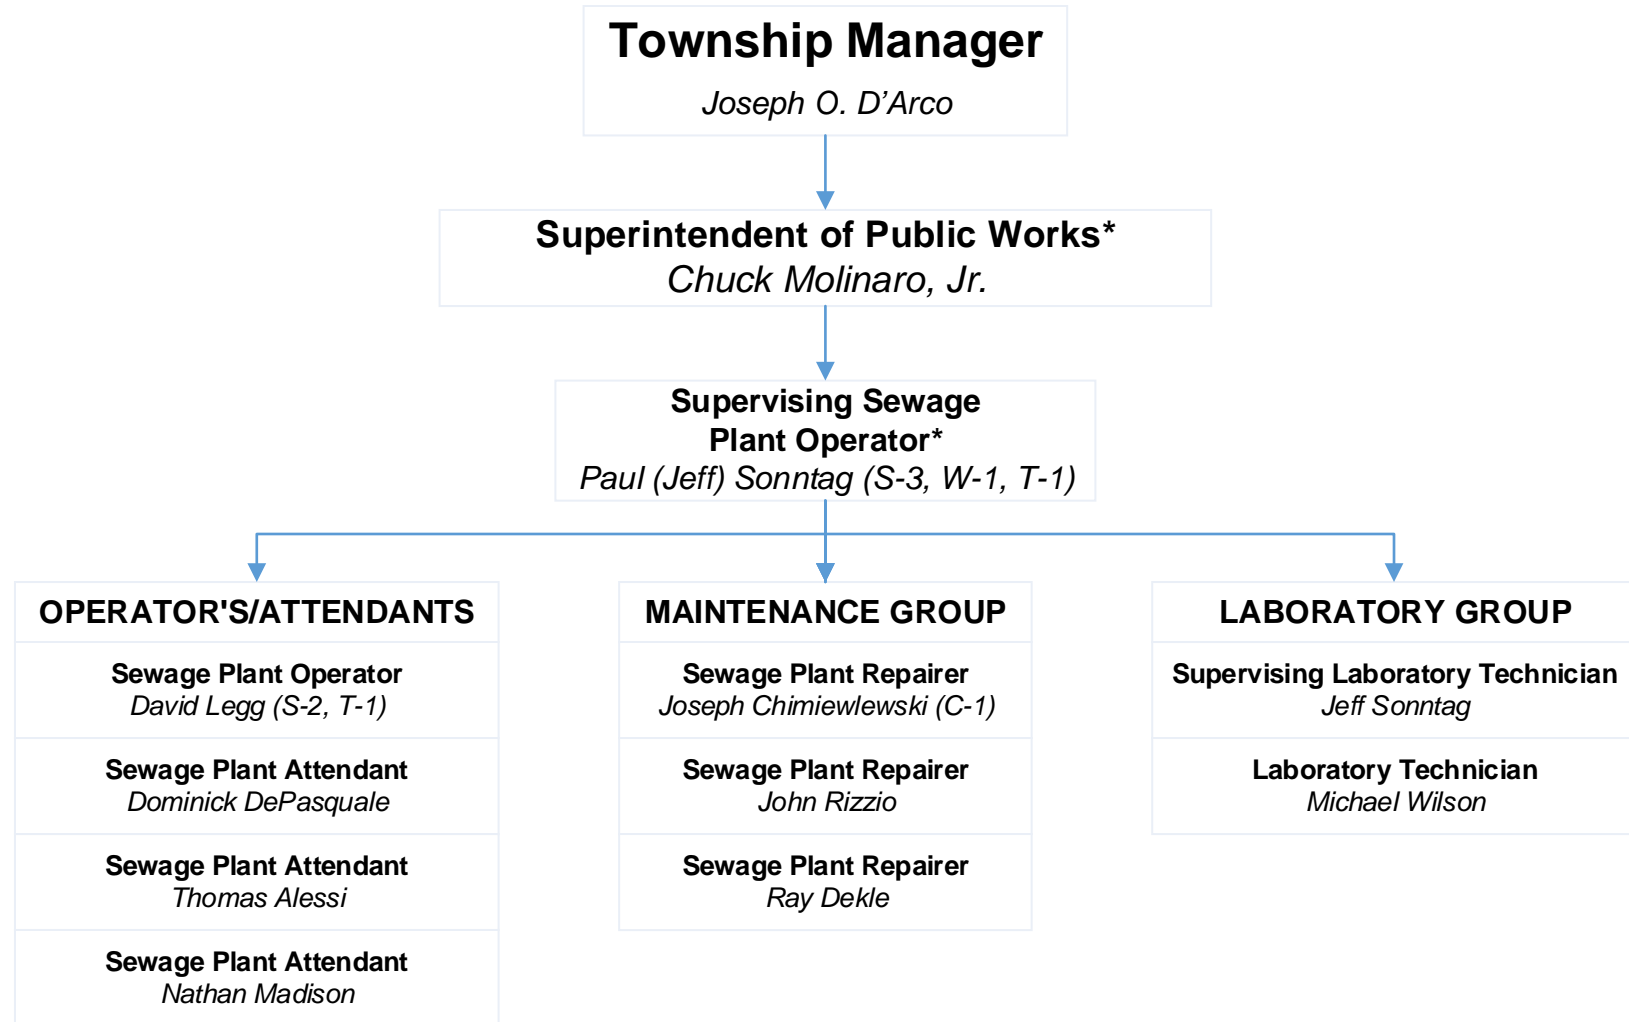 Township Manager
Joseph O. D’Arco
Superintendent of Public Works*
Chuck Molinaro, Jr.
Supervising Sewage
Plant Operator*
Paul (Jeff) Sonntag (S-3, W-1, T-1)
OPERATOR'S/ATTENDANTS
Sewage Plant Operator
David Legg (S-2, T-1)
Sewage Plant Attendant
Dominick DePasquale
Sewage Plant Attendant
Thomas Alessi
Sewage Plant Attendant
Nathan Madison
MAINTENANCE GROUP
Sewage Plant Repairer
Joseph Chimiewlewski (C-1)
Sewage Plant Repairer
John Rizzio
Sewage Plant Repairer
Ray Dekle
LABORATORY GROUP
Supervising Laboratory Technician
Jeff Sonntag
Laboratory Technician
Michael Wilson